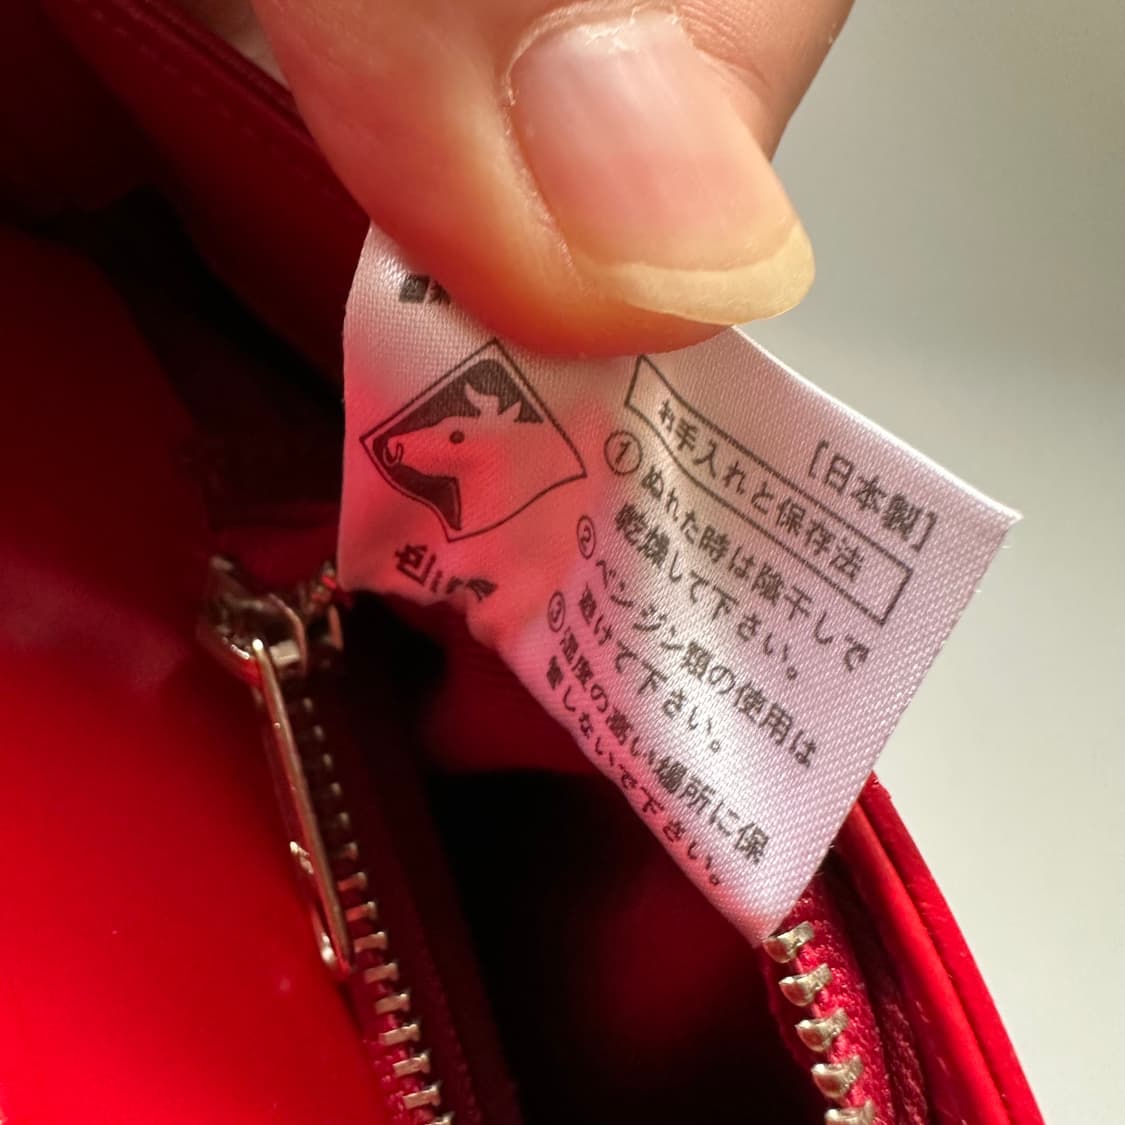 [日本製]
お手入れと保存法
①ぬれた時は陰干しで
乾燥して下さい。
②ベンジン類の使用は
避けて下さい。
③温度の高い場所に保
管しないで下さい。